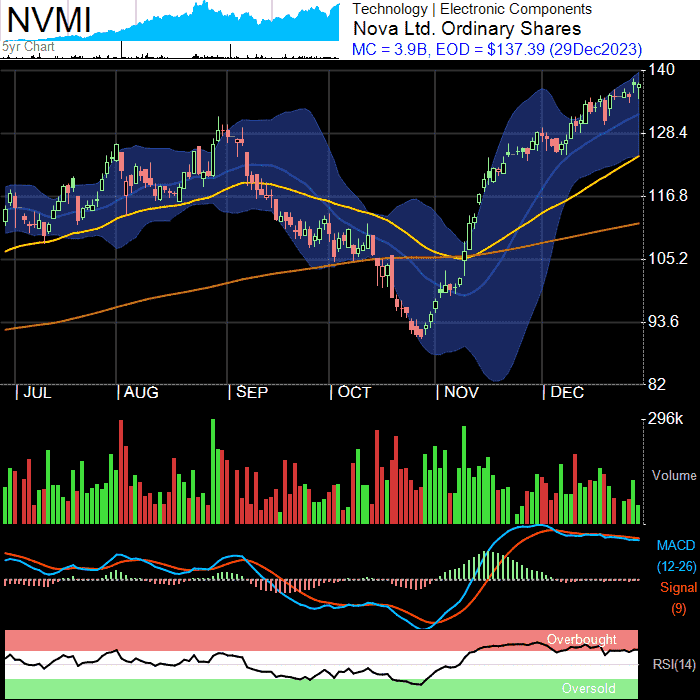 NVMI
5yr Chart
Technology | Electronic Components
Nova Ltd. Ordinary Shares
MC = 3.9B, EOD = $137.39 (29Dec2023)
140
128.4
116.8
105.2
93.6
82
JUL AUG SEP OCT NOV DEC
296k
Volume
MACD
(12-26)
Signal
(9)
Overbought
RSI(14)
Oversold